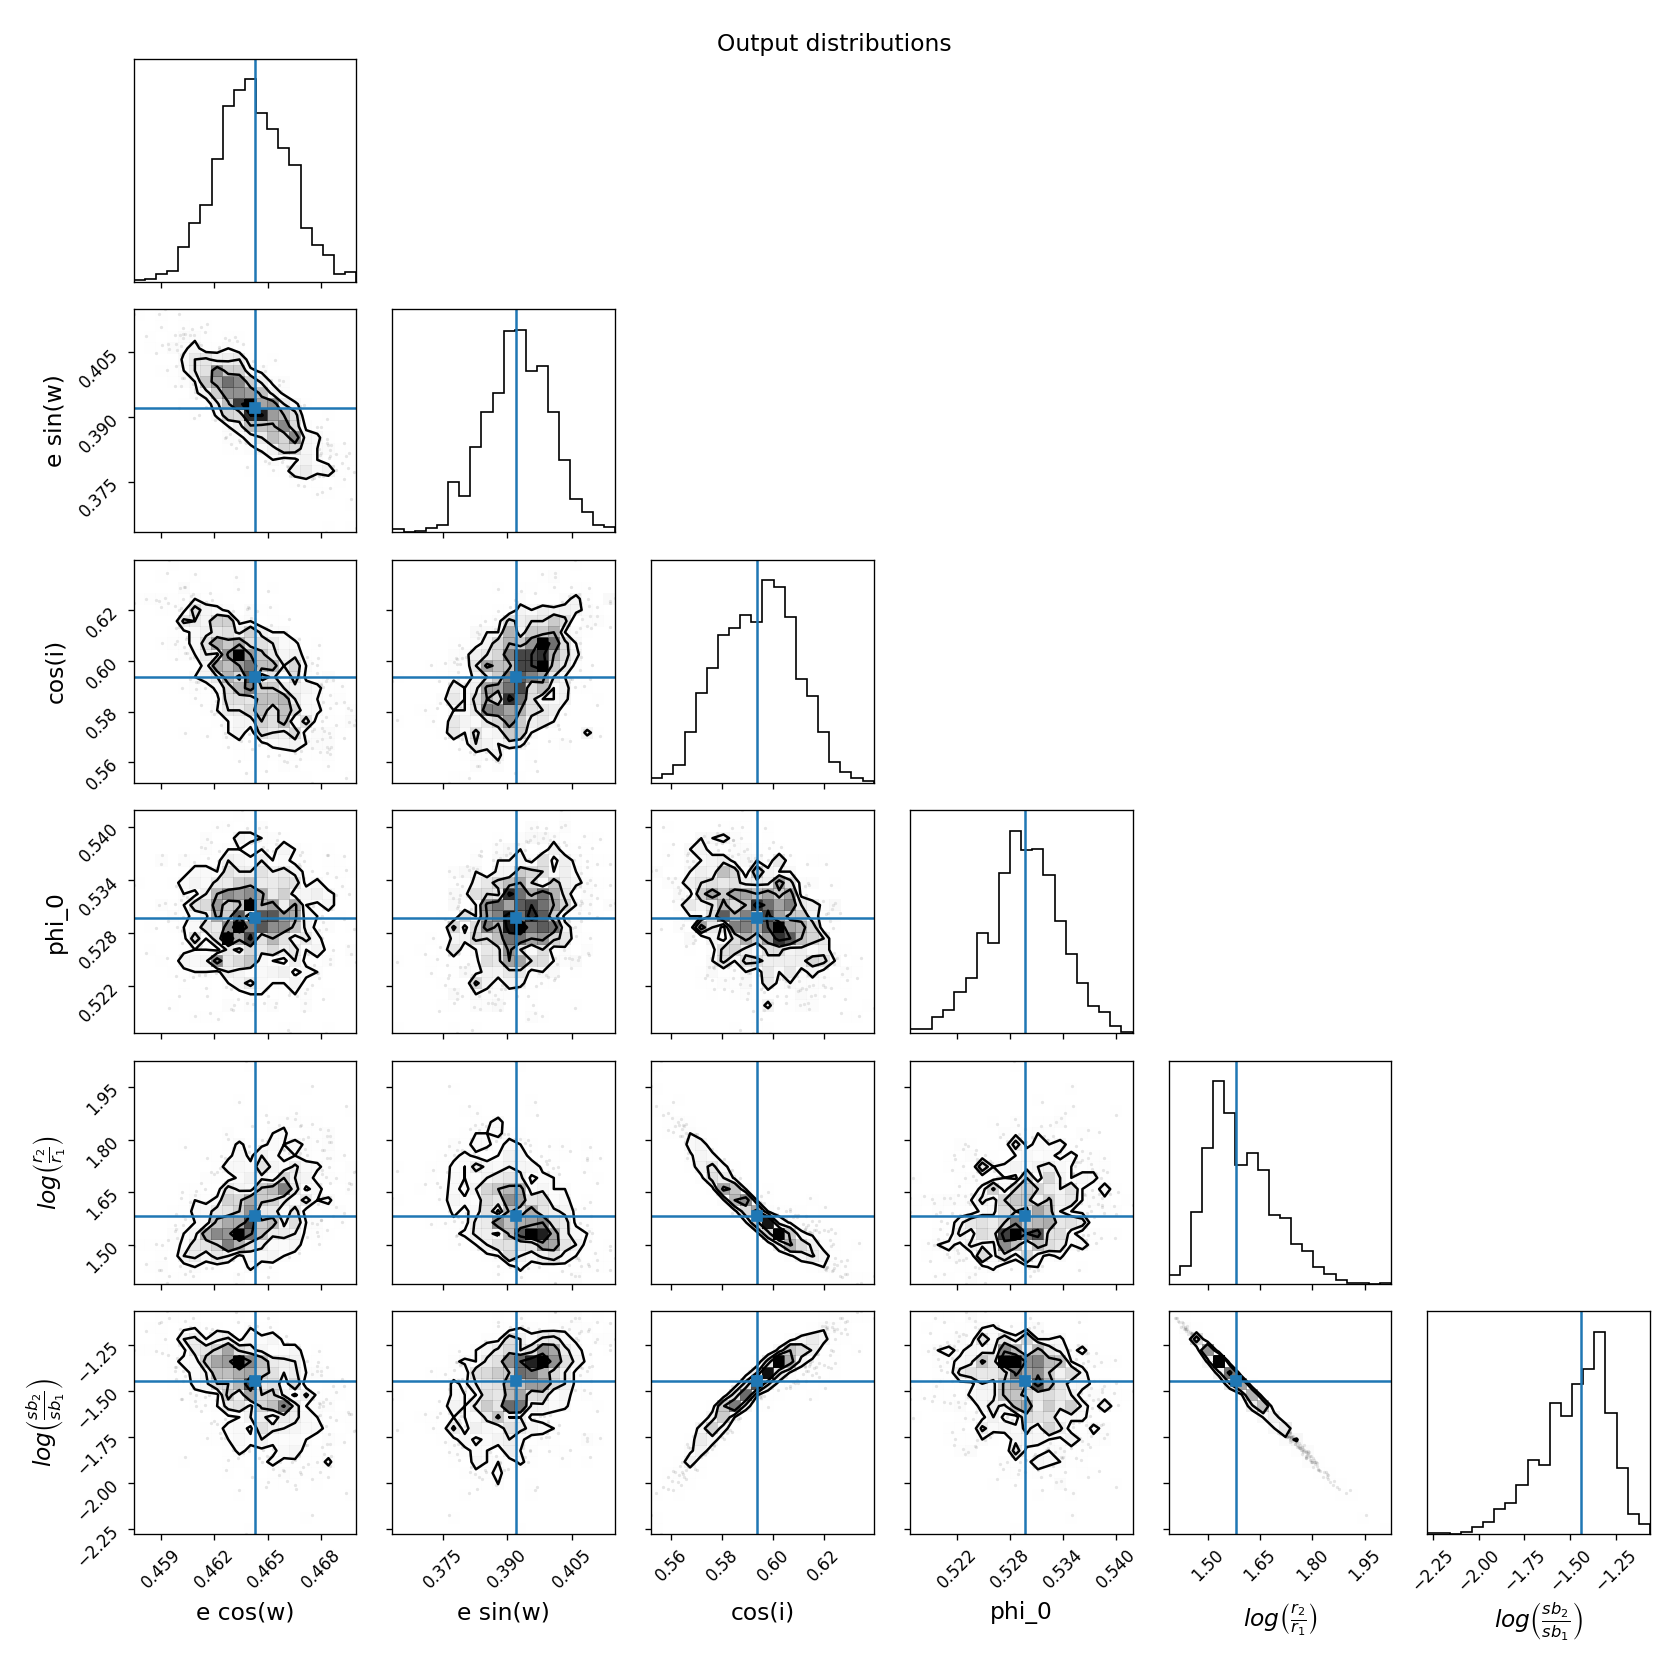 Output distributions
e sin(w)
0.405
0.390
0.375
cos(i)
0.62
0.60
0.58
0.56
phi_0
0.540
0.534
0.528
0.522
log(r₂/r₁)
1.95
1.80
1.65
1.50
log(sb₂/sb₁)
−1.25
−1.50
−1.75
−2.00
−2.25
0.459 0.462 0.465 0.468
0.375 0.390 0.405
0.56 0.58 0.60 0.62
0.522 0.528 0.534 0.540
1.50 1.65 1.80 1.95
−2.25 −2.00 −1.75 −1.50 −1.25
e cos(w)
e sin(w)
cos(i)
phi_0
log(r₂/r₁)
log(sb₂/sb₁)